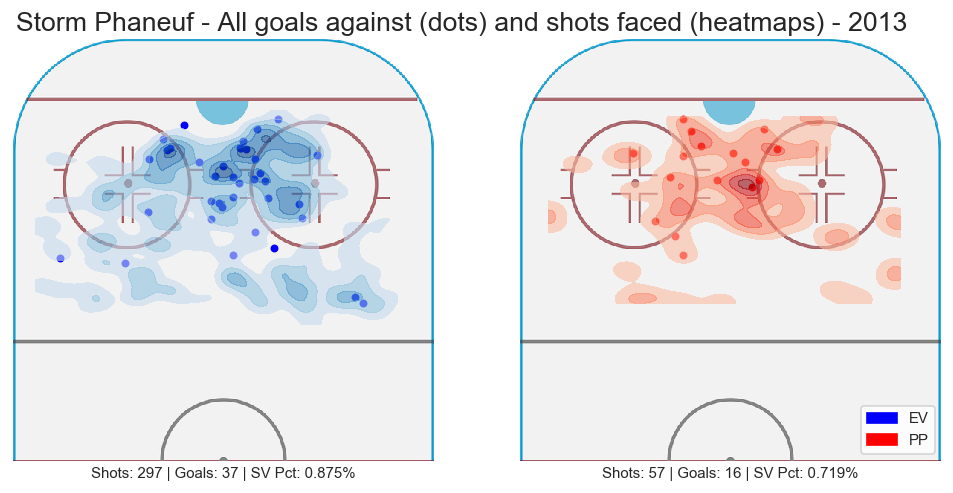 Storm Phaneuf - All goals against (dots) and shots faced (heatmaps) - 2013
EV
PP
Shots: 297 | Goals: 37 | SV Pct: 0.875%
Shots: 57 | Goals: 16 | SV Pct: 0.719%